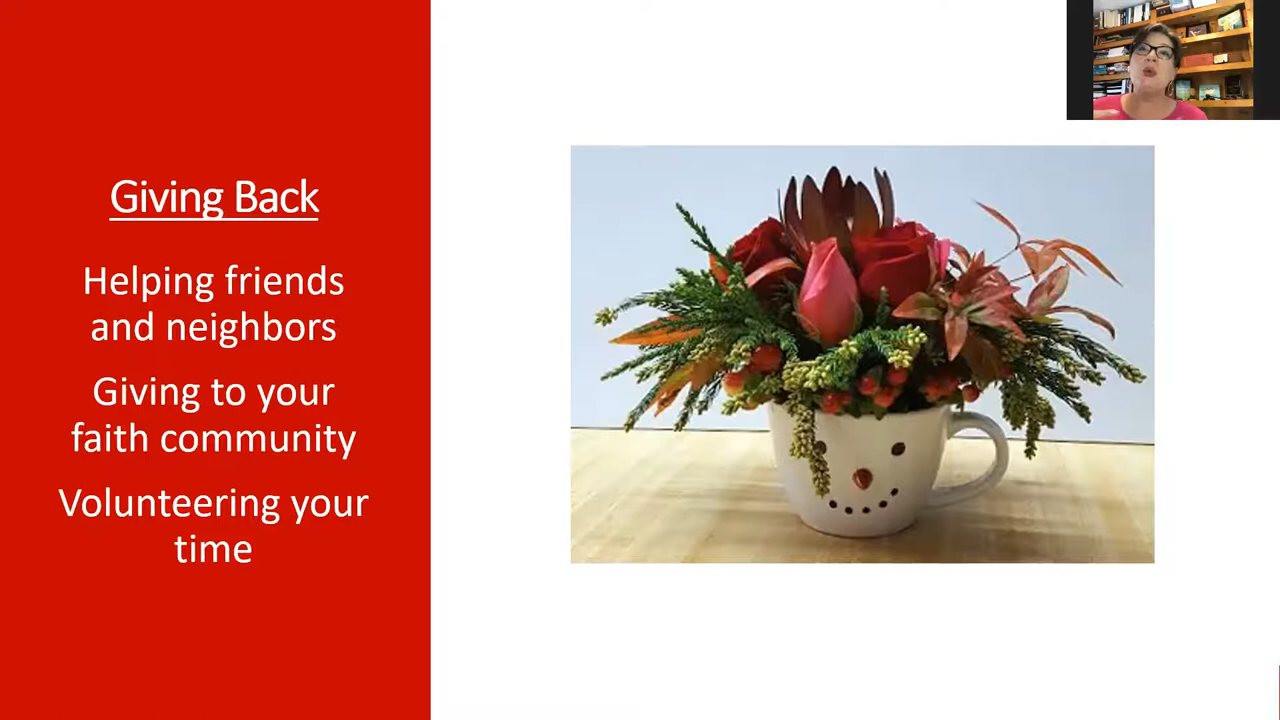 Giving Back
Helping friends
and neighbors
Giving to your
faith community
Volunteering your
time